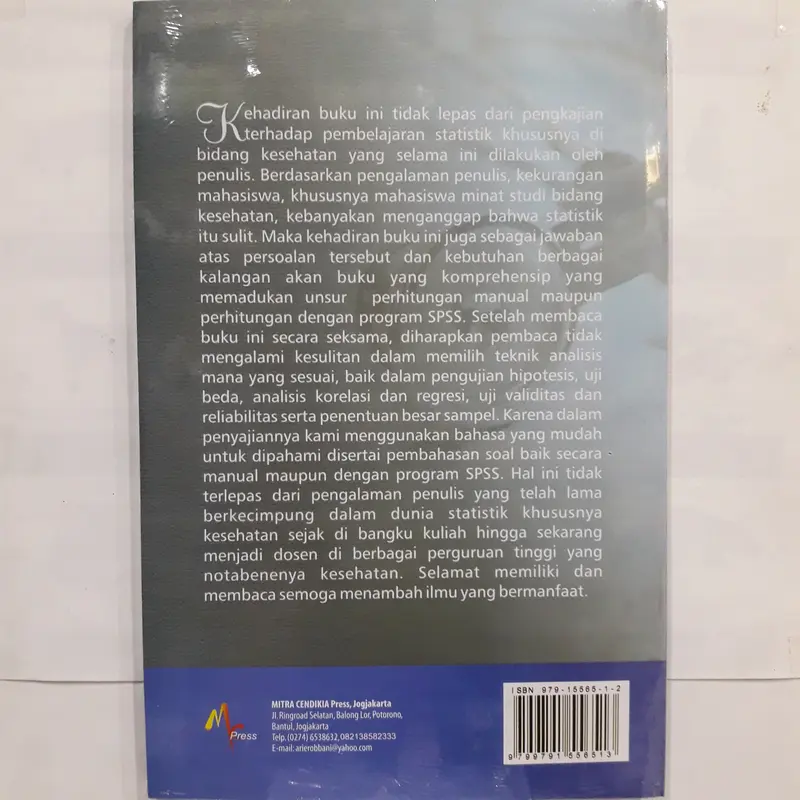 Kehadiran buku ini tidak lepas dari pengkajian
terhadap pembelajaran statistik khususnya di
bidang kesehatan yang selama ini dilakukan oleh
penulis. Berdasarkan pengalaman penulis, kekurangan
mahasiswa, khususnya mahasiswa minat studi bidang
kesehatan, kebanyakan menganggap bahwa statistik
itu sulit. Maka kehadiran buku ini juga sebagai jawaban
atas persoalan tersebut dan kebutuhan berbagai
kalangan akan buku yang komprehensip yang
memadukan unsur perhitungan manual maupun
perhitungan dengan program SPSS. Setelah membaca
buku ini secara seksama, diharapkan pembaca tidak
mengalami kesulitan dalam memilih teknik analisis
mana yang sesuai, baik dalam pengujian hipotesis, uji
beda, analisis korelasi dan regresi, uji validitas dan
reliabilitas serta penentuan besar sampel. Karena dalam
penyajiannya kami menggunakan bahasa yang mudah
untuk dipahami disertai pembahasan soal baik secara
manual maupun dengan program SPSS. Hal ini tidak
terlepas dari pengalaman penulis yang telah lama
berkecimpung dalam dunia statistik khususnya
kesehatan sejak di bangku kuliah hingga sekarang
menjadi dosen di berbagai perguruan tinggi yang
notabenenya kesehatan. Selamat memiliki dan
membaca semoga menambah ilmu yang bermanfaat.
MITRA CENDIKIA Press, Jogjakarta
Jl. Ringroad Selatan, Balong Lor, Potorono,
Bantul, Jogjakarta
Telp. (0274) 6538632, 082138582333
E-mail: arierobbani@yahoo.com
Press
ISBN 979-15565-1-2
9799791556513